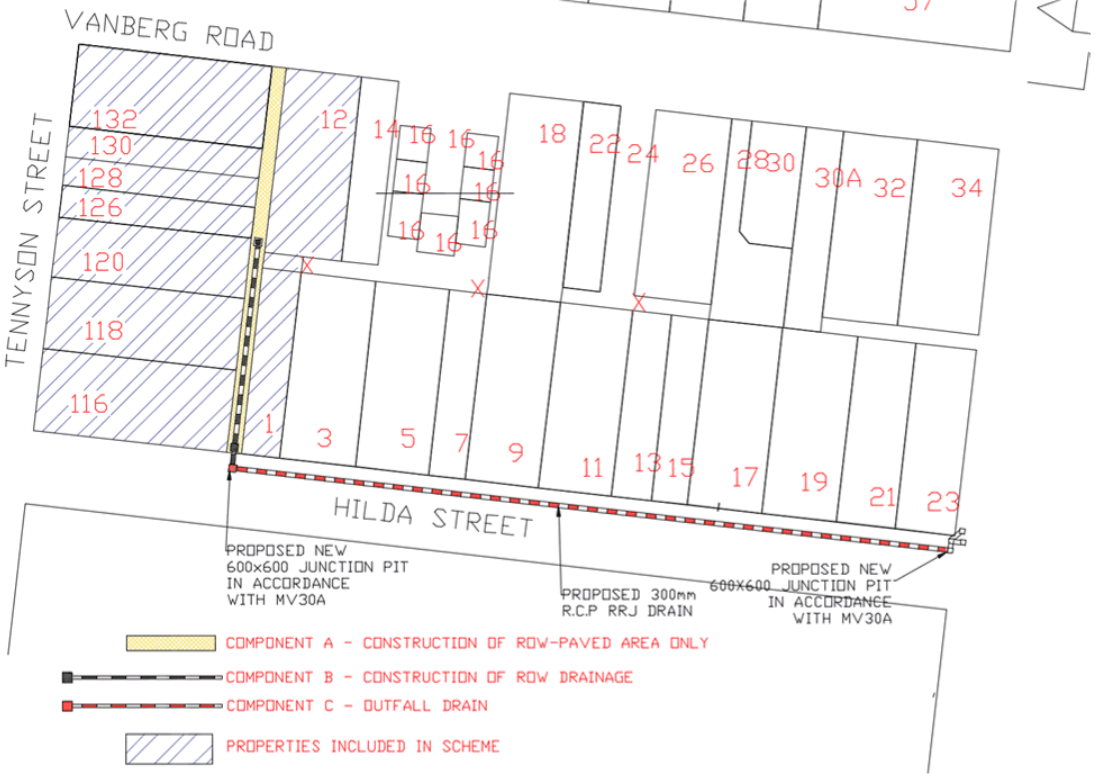 37
VANBERG ROAD
TENNYSON STREET
132
130
128
126
120
118
116
12
14
16
16
16
16
16
16
16
16
18
22
24
26
28
30
30A
32
34
X
X
X
1
3
5
7
9
11
13
15
17
19
21
23
HILDA STREET
PROPOSED NEW
600x600 JUNCTION PIT
IN ACCORDANCE
WITH MV30A
PROPOSED 300mm
R.C.P RRJ DRAIN
PROPOSED NEW
600X600 JUNCTION PIT
IN ACCORDANCE
WITH MV30A
COMPONENT A - CONSTRUCTION OF ROW-PAVED AREA ONLY
COMPONENT B - CONSTRUCTION OF ROW DRAINAGE
COMPONENT C - OUTFALL DRAIN
PROPERTIES INCLUDED IN SCHEME